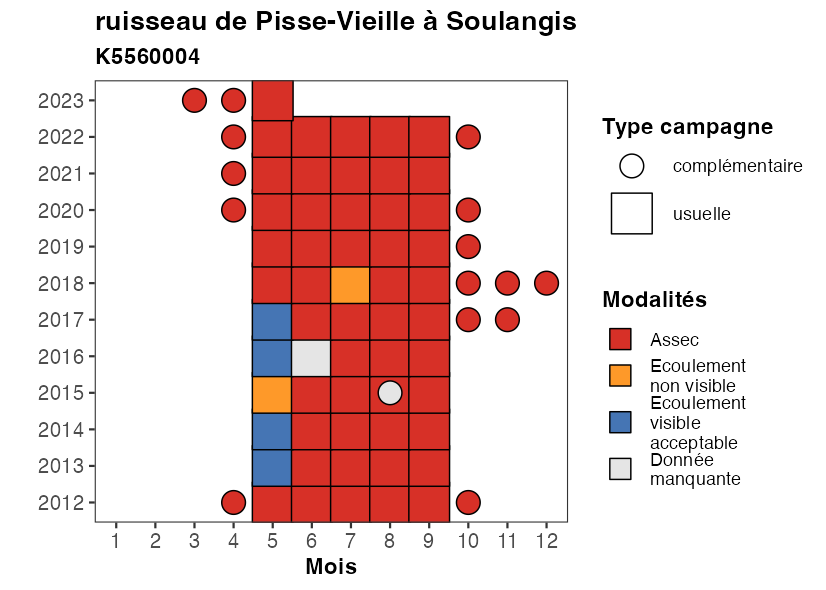 ruisseau de Pisse-Vieille à Soulangis
K5560004
2023
2022
2021
2020
2019
2018
2017
2016
2015
2014
2013
2012
1 2 3 4 5 6 7 8 9 10 11 12
Mois
Type campagne
complémentaire
usuelle
Modalités
Assec
Ecoulement
non visible
Ecoulement
visible
acceptable
Donnée
manquante